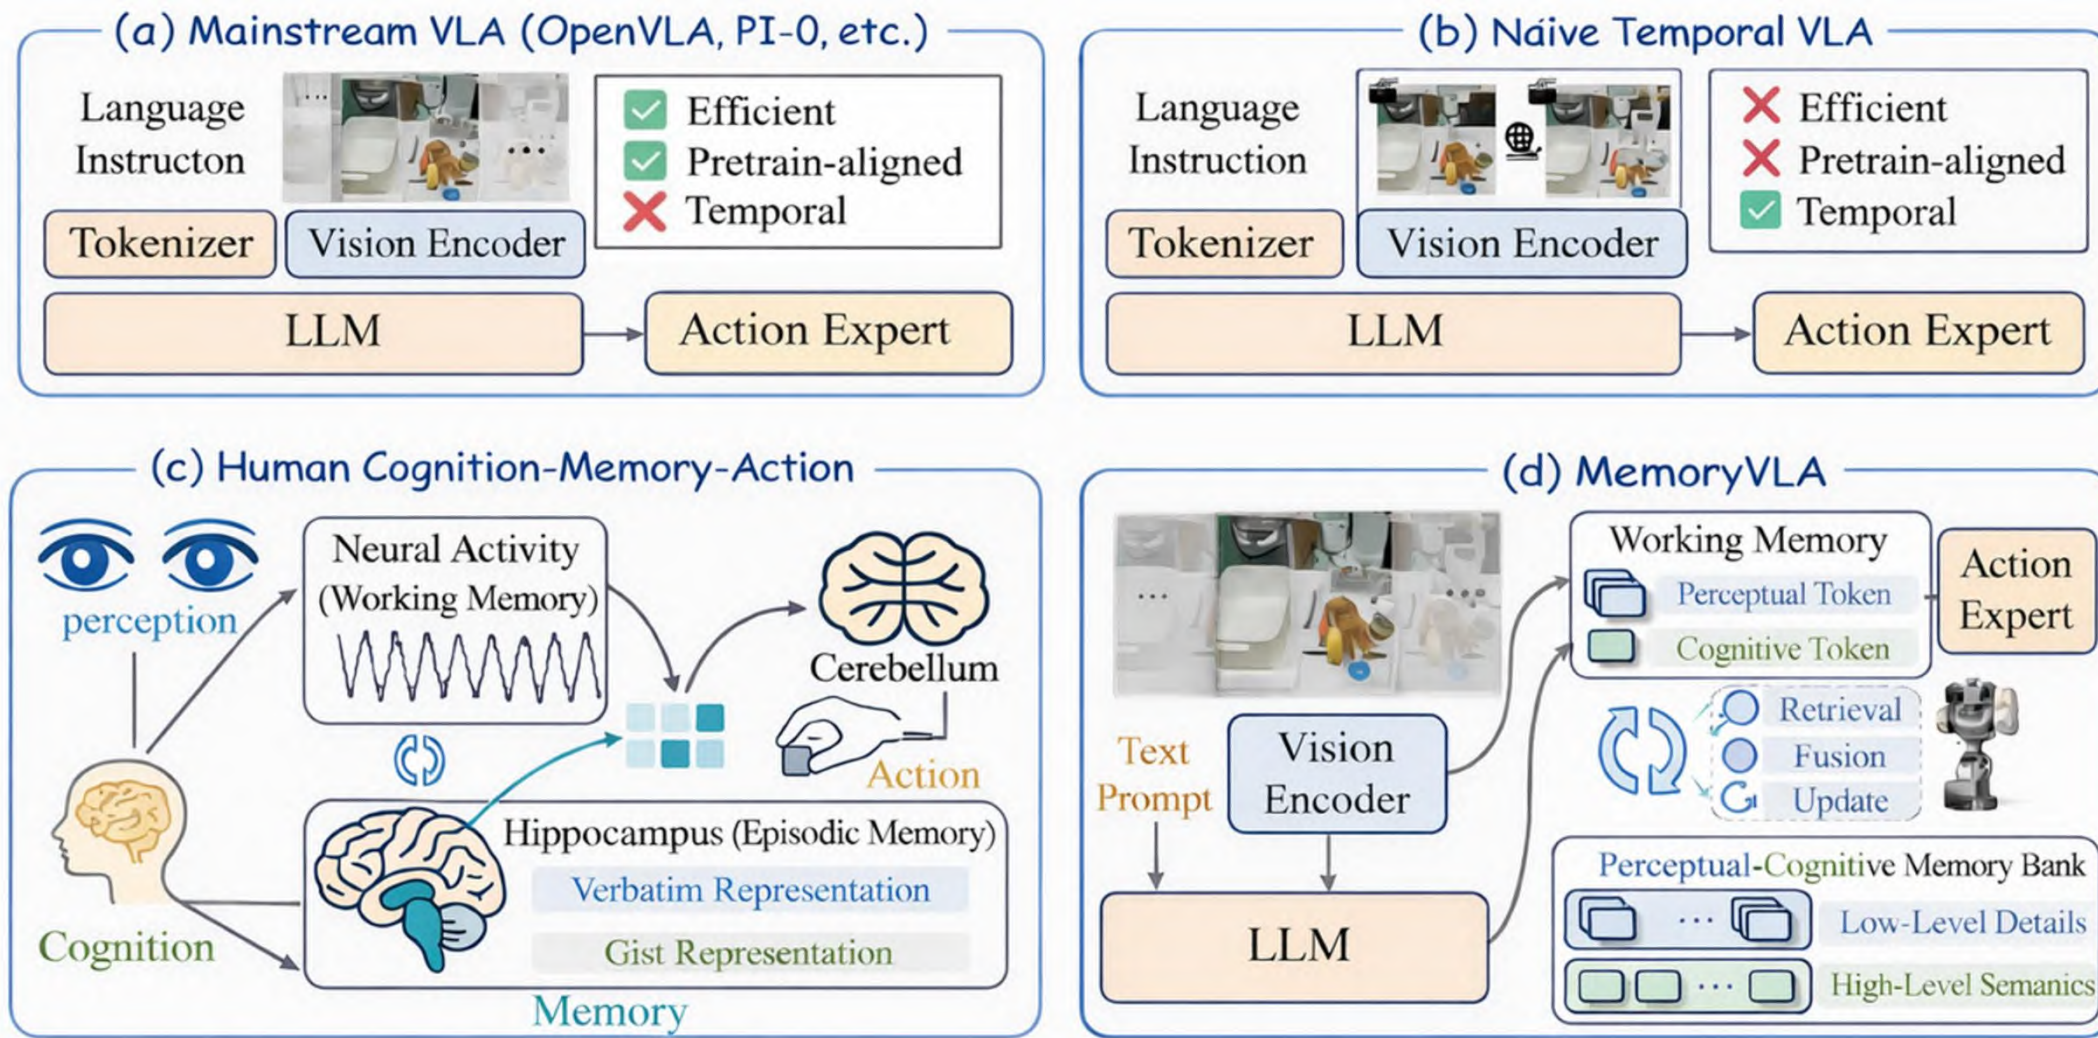 (a) Mainstream VLA (OpenVLA, PI-0, etc.)
Language
Instructon
Efficient
Pretrain-aligned
Temporal
Tokenizer
Vision Encoder
LLM
Action Expert
(b) Náive Temporal VLA
Language
Instruction
Efficient
Pretrain-aligned
Temporal
Tokenizer
Vision Encoder
LLM
Action Expert
(c) Human Cognition-Memory-Action
perception
Neural Activity
(Working Memory)
Cerebellum
Action
Hippocampus (Episodic Memory)
Verbatim Representation
Gist Representation
Cognition
Memory
(d) MemoryVLA
Working Memory
Perceptual Token
Cognitive Token
Action
Expert
Retrieval
Fusion
Update
Text
Prompt
Vision
Encoder
LLM
Perceptual-Cognitive Memory Bank
... Low-Level Details
... High-Level Semanics